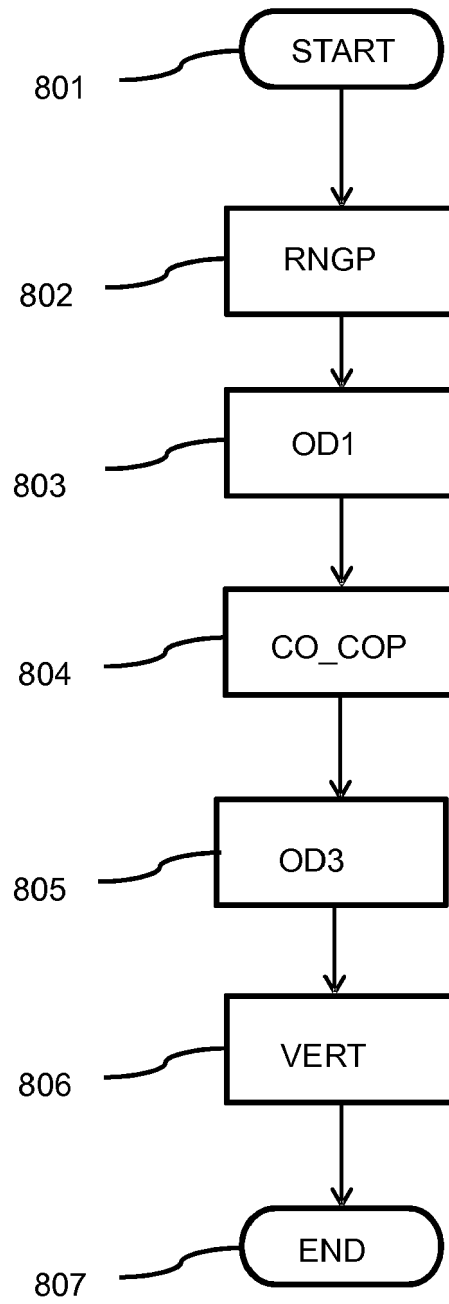 START
801
RNGP
802
OD1
803
CO_COP
804
OD3
805
VERT
806
END
807